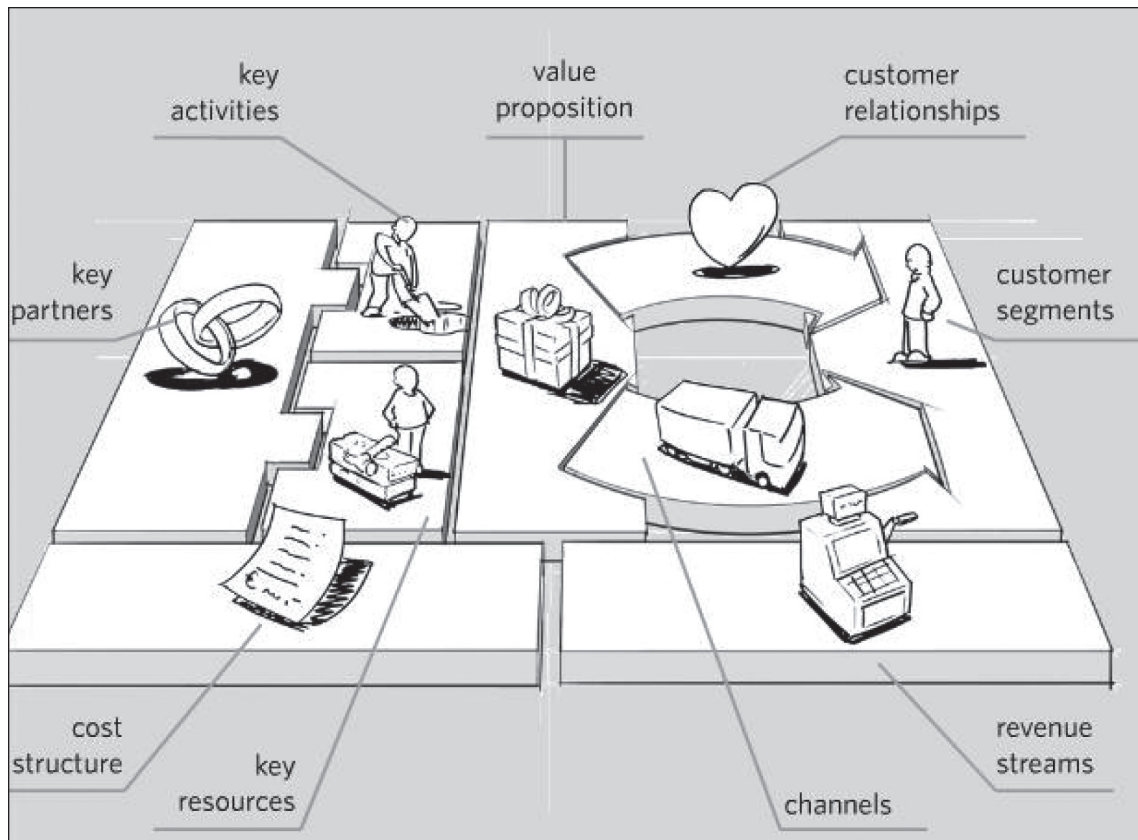 key
activities
value
proposition
customer
relationships
key
partners
customer
segments
cost
structure
key
resources
channels
revenue
streams